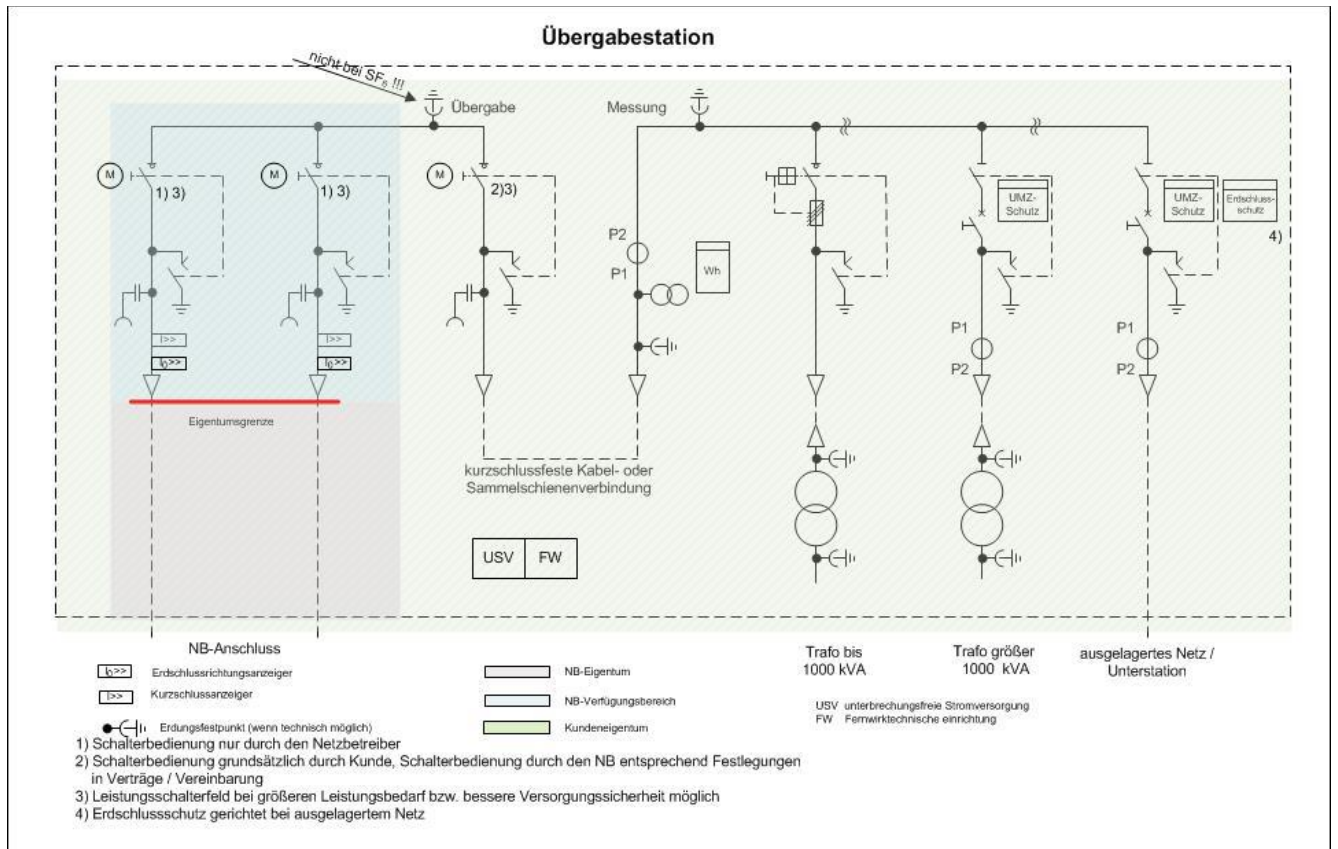 Übergabestation
nicht bei SF6 !!!
Übergabe
Messung
M
1) 3)
M
1) 3)
M
2)3)
UMZ-
Schutz
UMZ-
Schutz
Erdschluss-
schutz
4)
P2
P1
Wh
I>>
I>>
I0>>
I0>>
P1
P2
P1
P2
Eigentumsgrenze
kurzschlussfeste Kabel- oder
Sammelschienenverbindung
USV
FW
NB-Anschluss
I0>> Erdschlussrichtungsanzeiger
I>> Kurzschlussanzeiger
Erdungsfestpunkt (wenn technisch möglich)
NB-Eigentum
NB-Verfügungsbereich
Kundeneigentum
Trafo bis
1000 kVA
Trafo größer
1000 kVA
ausgelagertes Netz /
Unterstation
USV unterbrechungsfreie Stromversorgung
FW Fernwirktechnische einrichtung
1) Schalterbedienung nur durch den Netzbetreiber
2) Schalterbedienung grundsätzlich durch Kunde, Schalterbedienung durch den NB entsprechend Festlegungen
in Verträge / Vereinbarung
3) Leistungsschalterfeld bei größeren Leistungsbedarf bzw. bessere Versorgungssicherheit möglich
4) Erdschlussschutz gerichtet bei ausgelagertem Netz